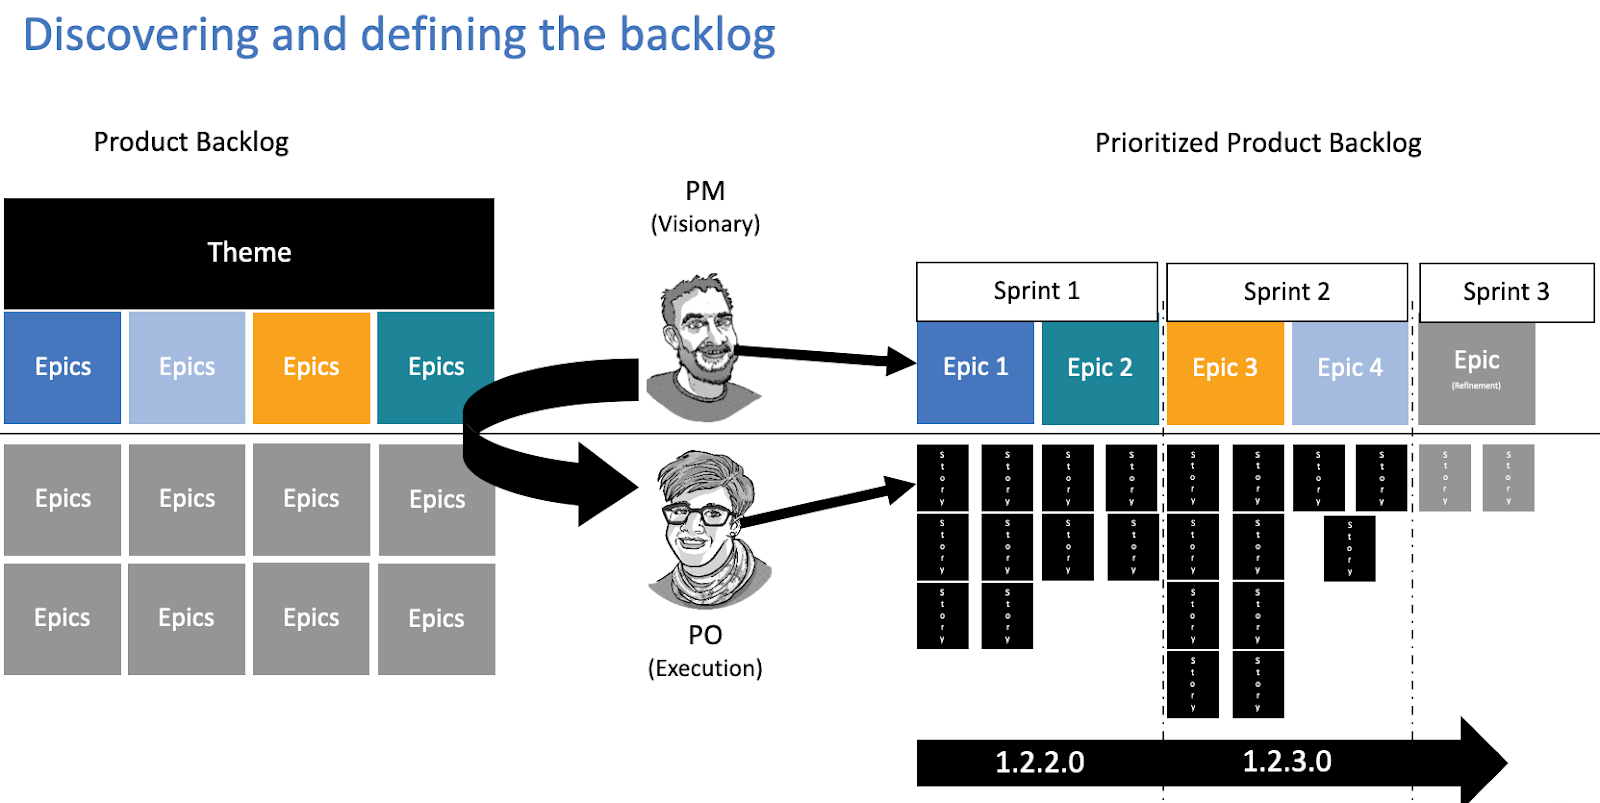 Discovering and defining the backlog
Product Backlog
Prioritized Product Backlog
Theme
Epics Epics Epics Epics
Epics Epics Epics Epics
Epics Epics Epics Epics
PM
(Visionary)
PO
(Execution)
Sprint 1 Sprint 2 Sprint 3
Epic 1 Epic 2 Epic 3 Epic 4 Epic
(Refinement)
story story story story story story story story story story
story story story story story story story
story story story story
story story
1.2.2.0 1.2.3.0